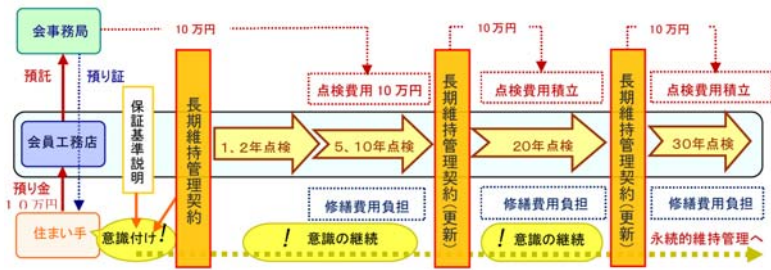 会事務局
10万円
10万円
10万円
預託
預り証
点検費用10万円
点検費用積立
点検費用積立
会員工務店
保証基準説明
長期維持管理契約
1、2年点検
5、10年点検
長期維持管理契約(更新)
20年点検
長期維持管理契約(更新)
30年点検
預り金
10万円
修繕費用負担
修繕費用負担
修繕費用負担
住まい手
意識付け!
! 意識の継続
! 意識の継続
永続的維持管理へ